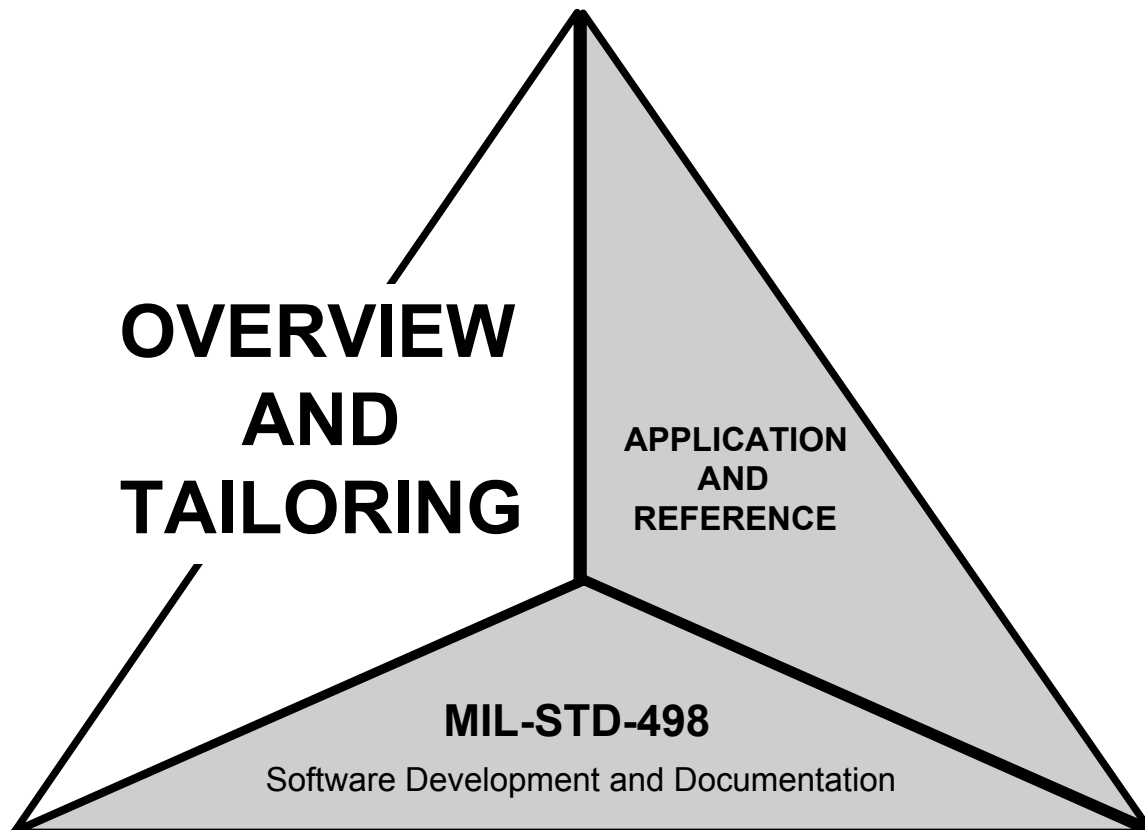 OVERVIEW
AND
TAILORING
APPLICATION
AND
REFERENCE
MIL-STD-498
Software Development and Documentation